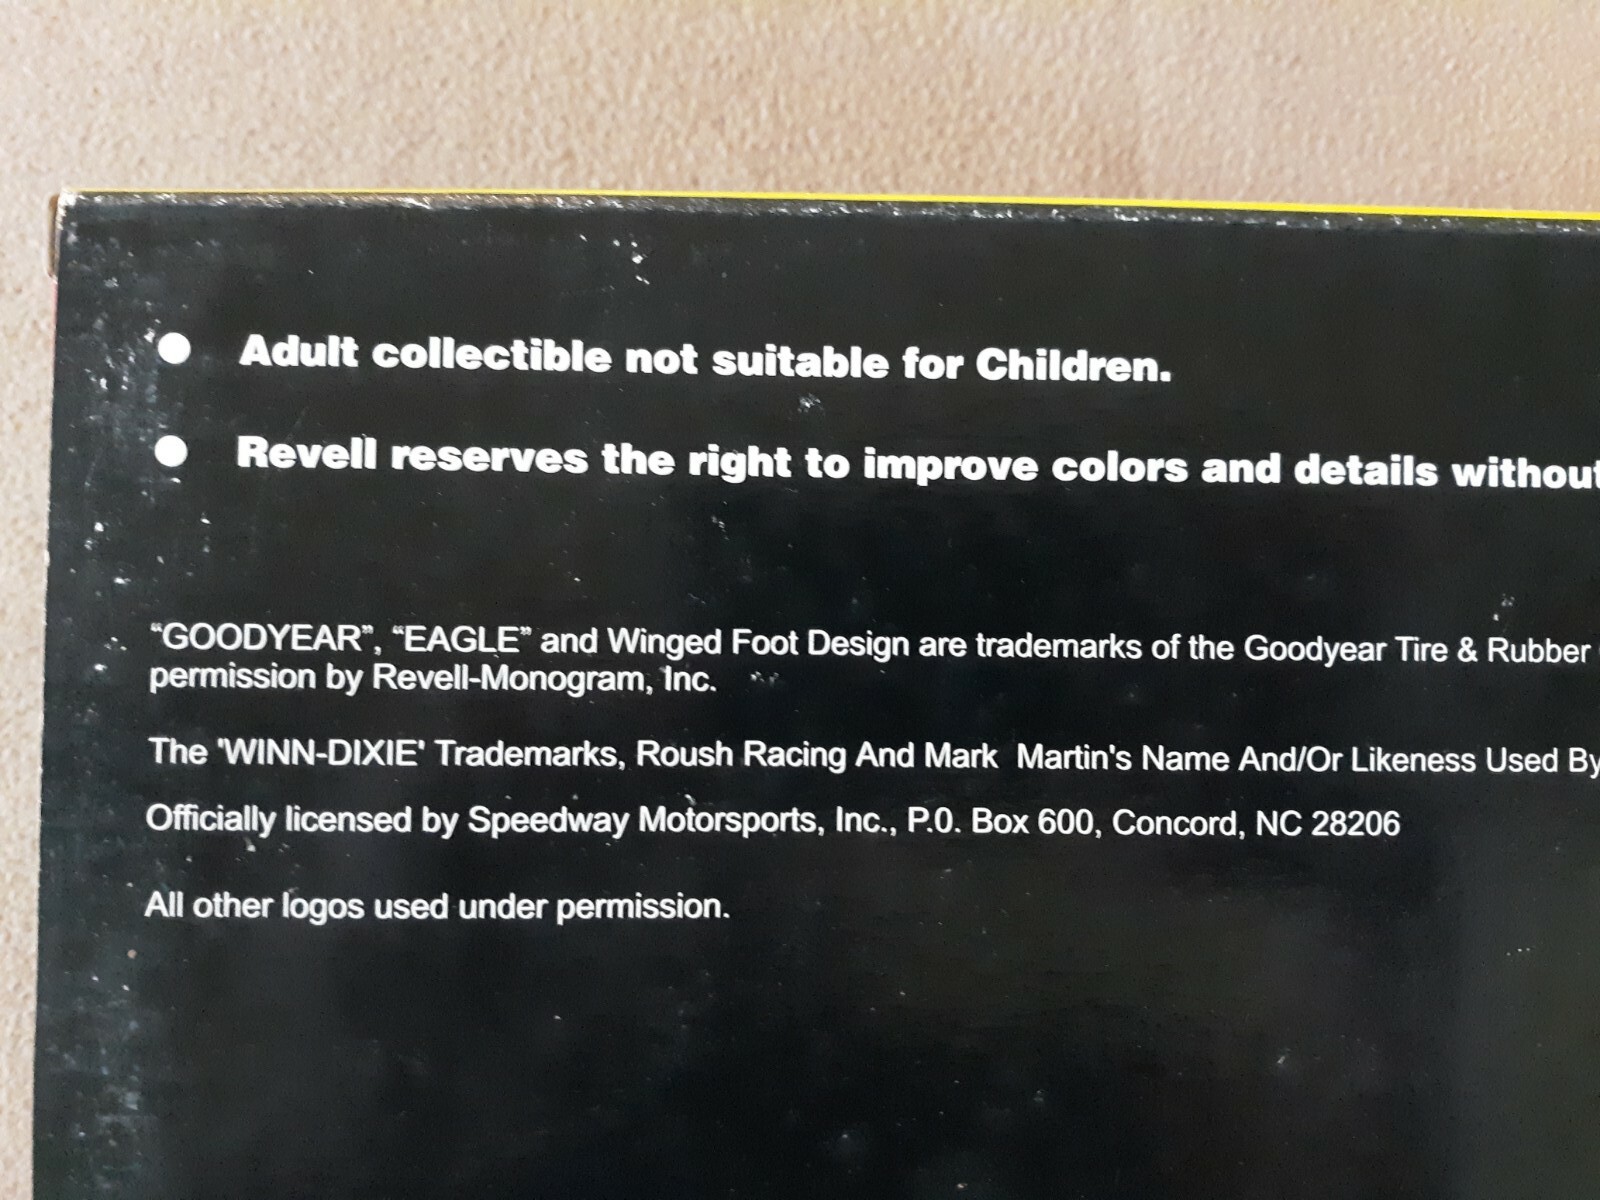 ● Adult collectible not suitable for Children.
● Revell reserves the right to improve colors and details without
“GOODYEAR”, “EAGLE” and Winged Foot Design are trademarks of the Goodyear Tire & Rubber
permission by Revell-Monogram, Inc.
The 'WINN-DIXIE' Trademarks, Roush Racing And Mark  Martin's Name And/Or Likeness Used By
Officially licensed by Speedway Motorsports, Inc., P.0. Box 600, Concord, NC 28206
All other logos used under permission.